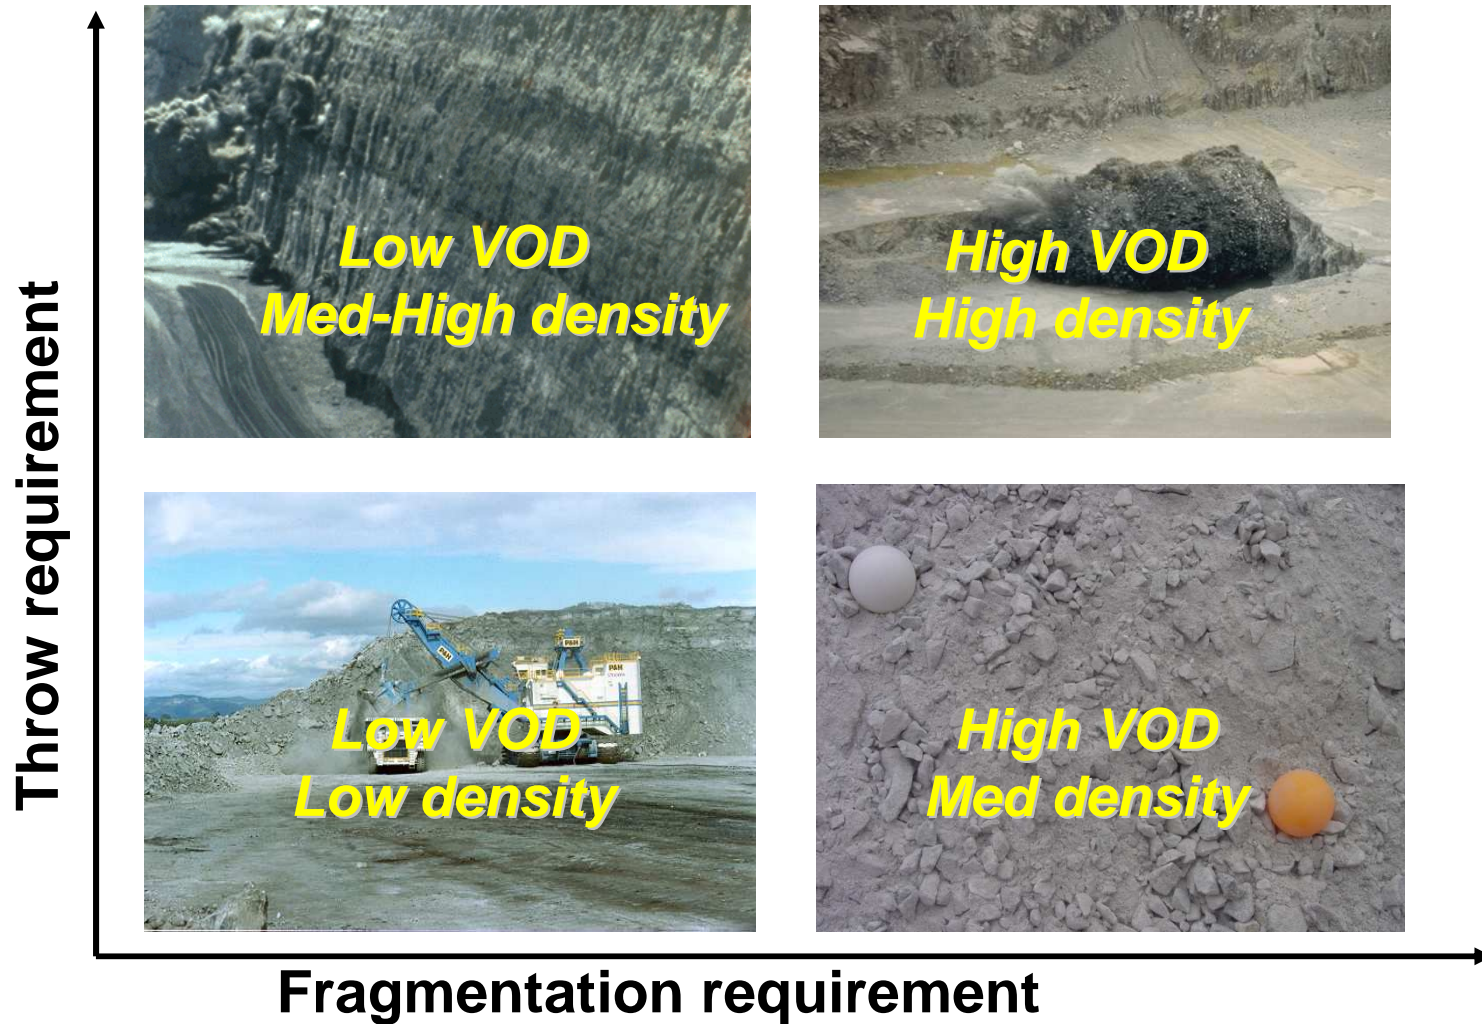 Throw requirement
Low VOD
Med-High density
High VOD
High density
P&H
P&H
P&H
Low VOD
Low density
High VOD
Med density
Fragmentation requirement